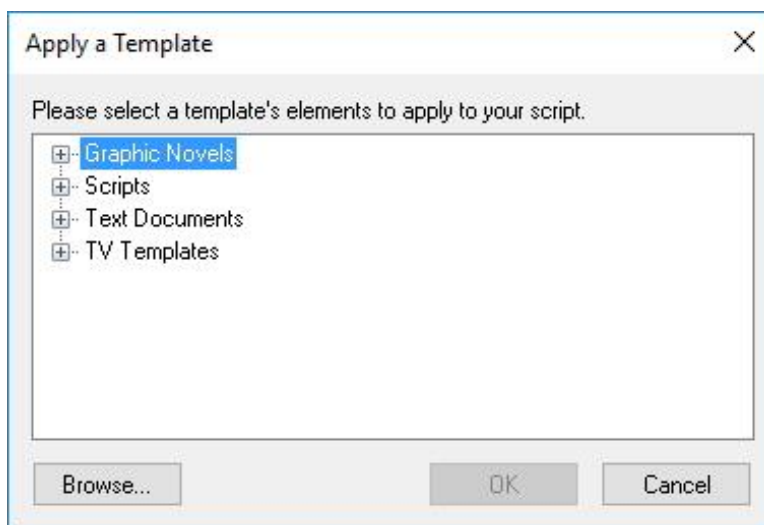 Apply a Template
Please select a template's elements to apply to your script.
Graphic Novels
Scripts
Text Documents
TV Templates
Browse... OK Cancel